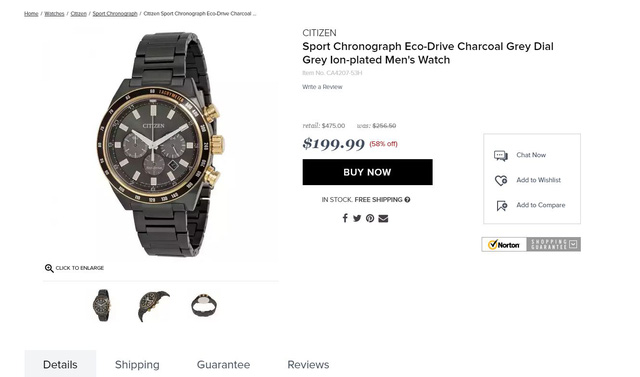 Home / Watches / Citizen / Sport Chronograph / Citizen Sport Chronograph Eco-Drive Charcoal ...
CITIZEN
Sport Chronograph Eco-Drive Charcoal Grey Dial
Grey Ion-plated Men's Watch
Item No. CA4207-53H
Write a Review
retail: $475.00 was: $256.50
$199.99 (58% off)
BUY NOW
IN STOCK. FREE SHIPPING
Chat Now
Add to Wishlist
Add to Compare
Norton SHOPPING GUARANTEE
TACHYMETER
CITIZEN
CLICK TO ENLARGE
Details
Shipping
Guarantee
Reviews